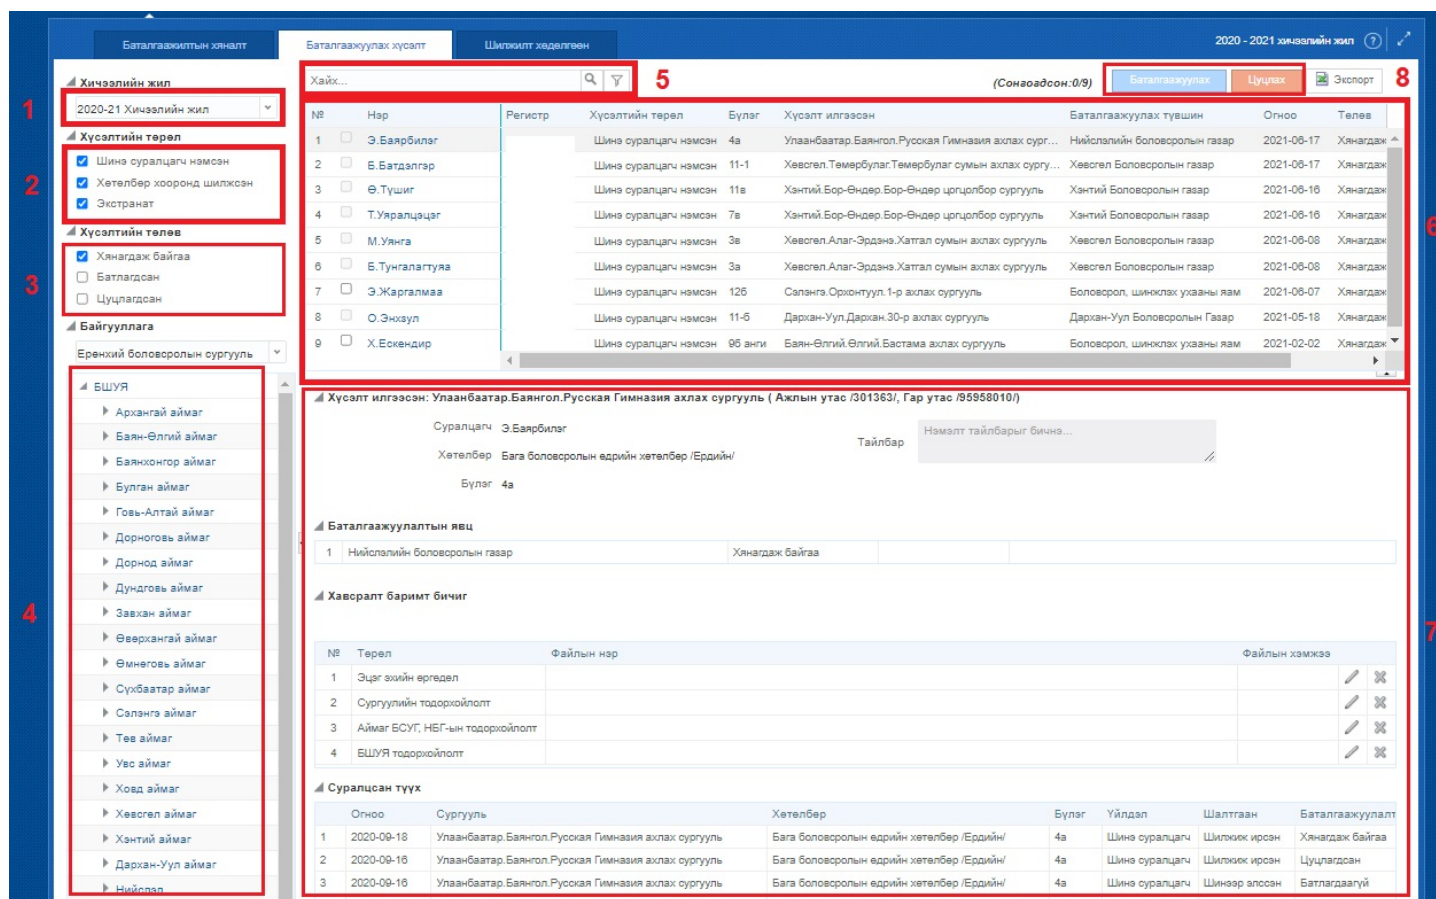 Баталгаажилтын хяналт Баталгаажуулах хүсэлт Шилжилт хөдөлгөөн 2020 - 2021 хичээлийн жил ?
Хичээлийн жил
1
2020-21 Хичээлийн жил
Хүсэлтийн төрөл
2
Шинэ суралцагч нэмсэн
Хөтөлбөр хооронд шилжсэн
Экстранат
Хүсэлтийн төлөв
3
Хянагдаж байгаа
Батлагдсан
Цуцлагдсан
Байгууллага
Ерөнхий боловсролын сургууль
4
БШУЯ
Архангай аймаг
Баян-Өлгий аймаг
Баянхонгор аймаг
Булган аймаг
Говь-Алтай аймаг
Дорноговь аймаг
Дорнод аймаг
Дундговь аймаг
Завхан аймаг
Өвөрхангай аймаг
Өмнөговь аймаг
Сүхбаатар аймаг
Сэлэнгэ аймаг
Төв аймаг
Увс аймаг
Ховд аймаг
Хөвсгөл аймаг
Хэнтий аймаг
Дархан-Уул аймаг
Нийслэл
Хайх... 5 (Сонгогдсон:0/9) Баталгаажуулах Цуцлах Экспорт 8
6
№ Нэр Регистр Хүсэлтийн төрөл Бүлэг Хүсэлт илгээсэн Баталгаажуулах түвшин Огноо Төлөв
1 Э.Баярбилэг Шинэ суралцагч нэмсэн 4а Улаанбаатар.Баянгол.Русская Гимназия ахлах сург... Нийслэлийн боловсролын газар 2021-06-17 Хянагдаж
2 Б.Батдэлгэр Шинэ суралцагч нэмсэн 11-1 Хөвсгөл.Төмөрбулаг.Төмөрбулаг сумын ахлах сургу... Хөвсгөл Боловсролын газар 2021-06-17 Хянагдаж
3 Ө.Түшиг Шинэ суралцагч нэмсэн 11в Хэнтий.Бор-Өндөр.Бор-Өндөр цогцолбор сургууль Хэнтий Боловсролын газар 2021-06-16 Хянагдаж
4 Т.Уяралцэцэг Шинэ суралцагч нэмсэн 7в Хэнтий.Бор-Өндөр.Бор-Өндөр цогцолбор сургууль Хэнтий Боловсролын газар 2021-06-16 Хянагдаж
5 М.Уянга Шинэ суралцагч нэмсэн 3в Хөвсгөл.Алаг-Эрдэнэ.Хатгал сумын ахлах сургууль Хөвсгөл Боловсролын газар 2021-06-08 Хянагдаж
6 Б.Тунгалагтуяа Шинэ суралцагч нэмсэн 3а Хөвсгөл.Алаг-Эрдэнэ.Хатгал сумын ахлах сургууль Хөвсгөл Боловсролын газар 2021-06-08 Хянагдаж
7 Э.Жаргалмаа Шинэ суралцагч нэмсэн 12б Сэлэнгэ.Орхонтуул.1-р ахлах сургууль Боловсрол, шинжлэх ухааны яам 2021-06-07 Хянагдаж
8 О.Энхзул Шинэ суралцагч нэмсэн 11-б Дархан-Уул.Дархан.30-р ахлах сургууль Дархан-Уул Боловсролын Газар 2021-05-18 Хянагдаж
9 Х.Ескендир Шинэ суралцагч нэмсэн 9б анги Баян-Өлгий.Өлгий.Бастама ахлах сургууль Боловсрол, шинжлэх ухааны яам 2021-02-02 Хянагдаж
Хүсэлт илгээсэн: Улаанбаатар.Баянгол.Русская Гимназия ахлах сургууль ( Ажлын утас /301363/, Гар утас /95958010/)
Суралцагч Э.Баярбилэг
Тайлбар Нэмэлт тайлбарыг бичнэ...
Хөтөлбөр Бага боловсролын өдрийн хөтөлбөр /Ердийн/
Бүлэг 4а
Баталгаажуулалтын явц
1 Нийслэлийн боловсролын газар Хянагдаж байгаа
Хавсралт баримт бичиг
7
№ Төрөл Файлын нэр Файлын хэмжээ
1 Эцэг эхийн өргөдөл
2 Сургуулийн тодорхойлолт
3 Аймаг БСУГ, НБГ-ын тодорхойлолт
4 БШУЯ тодорхойлолт
Суралцсан түүх
Огноо Сургууль Хөтөлбөр Бүлэг Үйлдэл Шалтгаан Баталгаажуулалт
1 2020-09-18 Улаанбаатар.Баянгол.Русская Гимназия ахлах сургууль Бага боловсролын өдрийн хөтөлбөр /Ердийн/ 4а Шинэ суралцагч Шилжиж ирсэн Хянагдаж байгаа
2 2020-09-16 Улаанбаатар.Баянгол.Русская Гимназия ахлах сургууль Бага боловсролын өдрийн хөтөлбөр /Ердийн/ 4а Шинэ суралцагч Шилжиж ирсэн Цуцлагдсан
3 2020-09-16 Улаанбаатар.Баянгол.Русская Гимназия ахлах сургууль Бага боловсролын өдрийн хөтөлбөр /Ердийн/ 4а Шинэ суралцагч Шинээр элссэн Батлагдаагүй